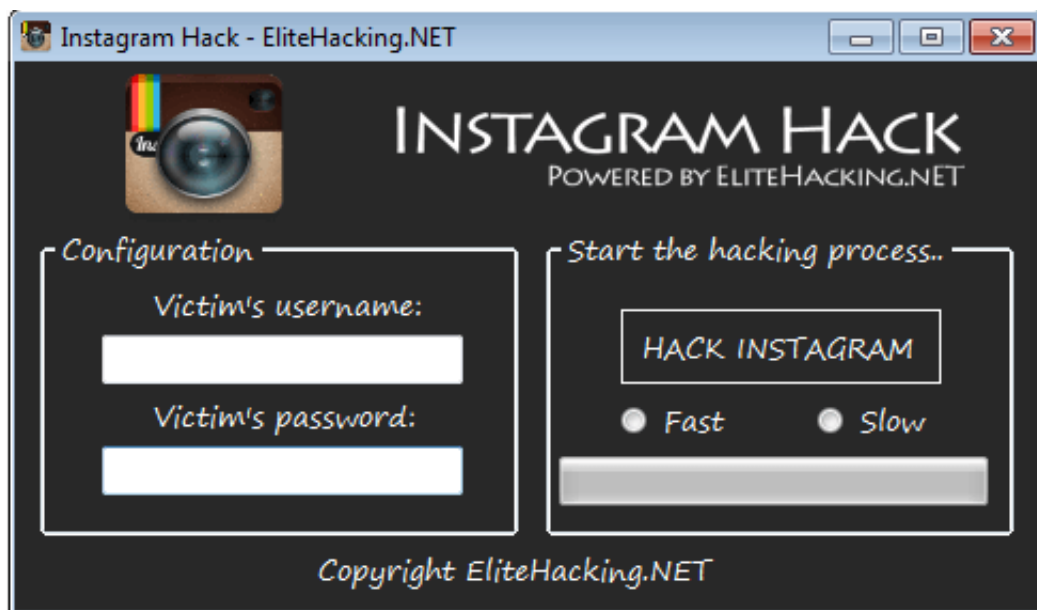 Instagram Hack - EliteHacking.NET
INSTAGRAM HACK
POWERED BY ELITEHACKING.NET
Configuration
Victim's username:
Victim's password:
Start the hacking process..
HACK INSTAGRAM
Fast Slow
Copyright EliteHacking.NET